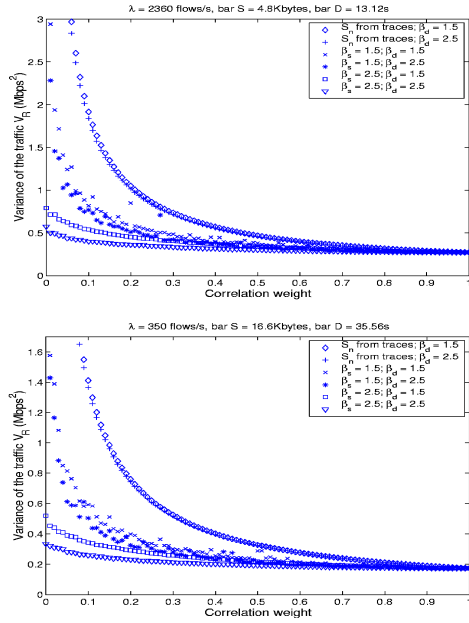 λ = 2360 flows/s, bar S = 4.8Kbytes, bar D = 13.12s
S_n from traces; β_d = 1.5
S_n from traces; β_d = 2.5
β_s = 1.5; β_d = 1.5
β_s = 1.5; β_d = 2.5
β_s = 2.5; β_d = 1.5
β_s = 2.5; β_d = 2.5
Variance of the traffic V_R (Mbps²)
3
2.5
2
1.5
1
0.5
0
0 0.1 0.2 0.3 0.4 0.5 0.6 0.7 0.8 0.9 1
Correlation weight
λ = 350 flows/s, bar S = 16.6Kbytes, bar D = 35.56s
S_n from traces; β_d = 1.5
S_n from traces; β_d = 2.5
β_s = 1.5; β_d = 1.5
β_s = 1.5; β_d = 2.5
β_s = 2.5; β_d = 1.5
β_s = 2.5; β_d = 2.5
Variance of the traffic V_R (Mbps²)
1.6
1.4
1.2
1
0.8
0.6
0.4
0.2
0
0 0.1 0.2 0.3 0.4 0.5 0.6 0.7 0.8 0.9 1
Correlation weight